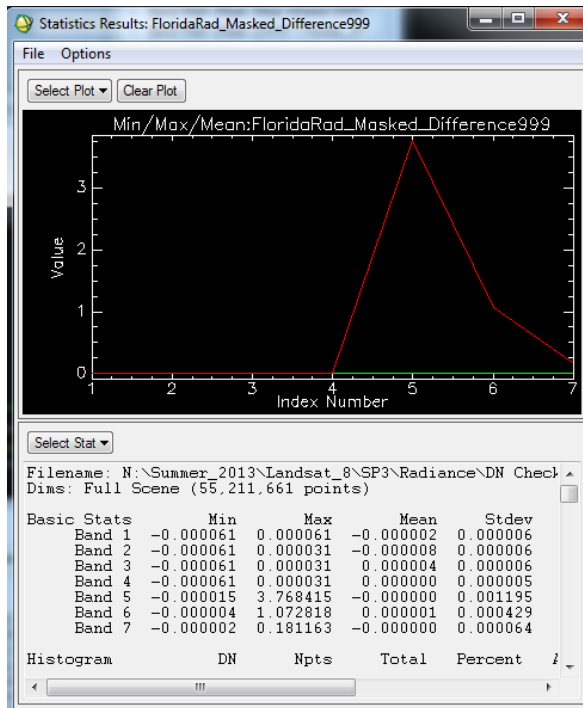 Statistics Results: FloridaRad_Masked_Difference999
File Options
Select Plot Clear Plot
Min/Max/Mean:FloridaRad_Masked_Difference999
3
2
1
0
Value
1 2 3 4 5 6 7
Index Number
Select Stat
Filename: N:\Summer_2013\Landsat_8\SP3\Radiance\DN Check
Dims: Full Scene (55,211,661 points)
Basic Stats Min Max Mean Stdev
Band 1 -0.000061 0.000061 -0.000002 0.000006
Band 2 -0.000061 0.000031 -0.000008 0.000006
Band 3 -0.000061 0.000031 0.000004 0.000006
Band 4 -0.000061 0.000031 0.000000 0.000005
Band 5 -0.000015 3.768415 -0.000000 0.001195
Band 6 -0.000004 1.072818 0.000001 0.000429
Band 7 -0.000002 0.181163 -0.000000 0.000064
Histogram DN Npts Total Percent